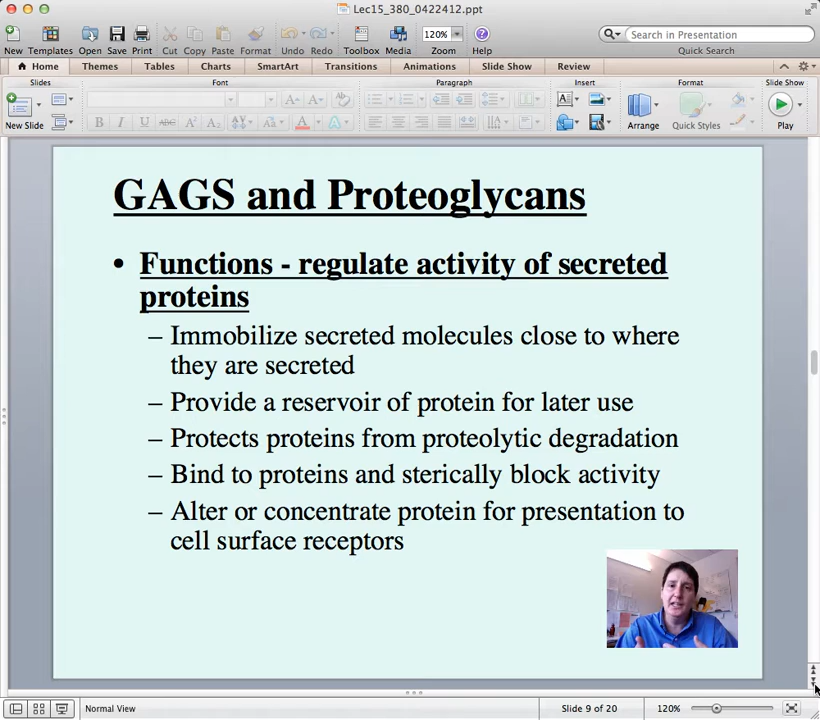 Lec15_380_0422412.ppt
New Templates Open Save Print Cut Copy Paste Format Undo Redo Toolbox Media 120% Zoom Help Search in Presentation Quick Search
Home Themes Tables Charts SmartArt Transitions Animations Slide Show Review
Slides Font Paragraph Insert Format Slide Show
New Slide Arrange Quick Styles Play
GAGS and Proteoglycans
• Functions - regulate activity of secreted
proteins
– Immobilize secreted molecules close to where
they are secreted
– Provide a reservoir of protein for later use
– Protects proteins from proteolytic degradation
– Bind to proteins and sterically block activity
– Alter or concentrate protein for presentation to
cell surface receptors
Normal View Slide 9 of 20 120%